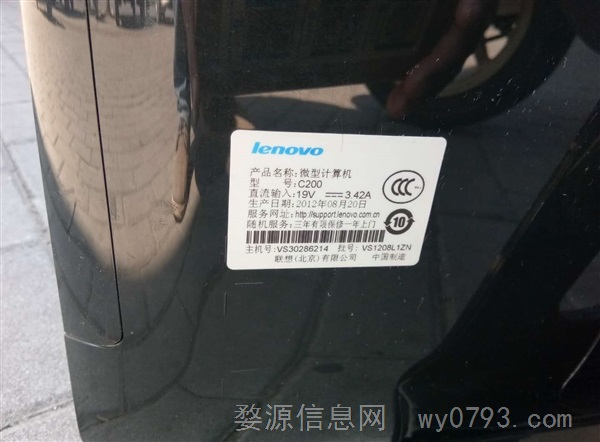 lenovo
产品名称:微型计算机
型 号:C200
直流输入:19V 3.42A
生产日期:2012年08月20日
服务网址:http://support.lenovo.com.cn
随机服务:三年有限保修一年上门
主机号:VS30286214 批号:VS1208L1ZN
联想(北京)有限公司 中国制造
CCC
10
婺源信息网 wy0793.com